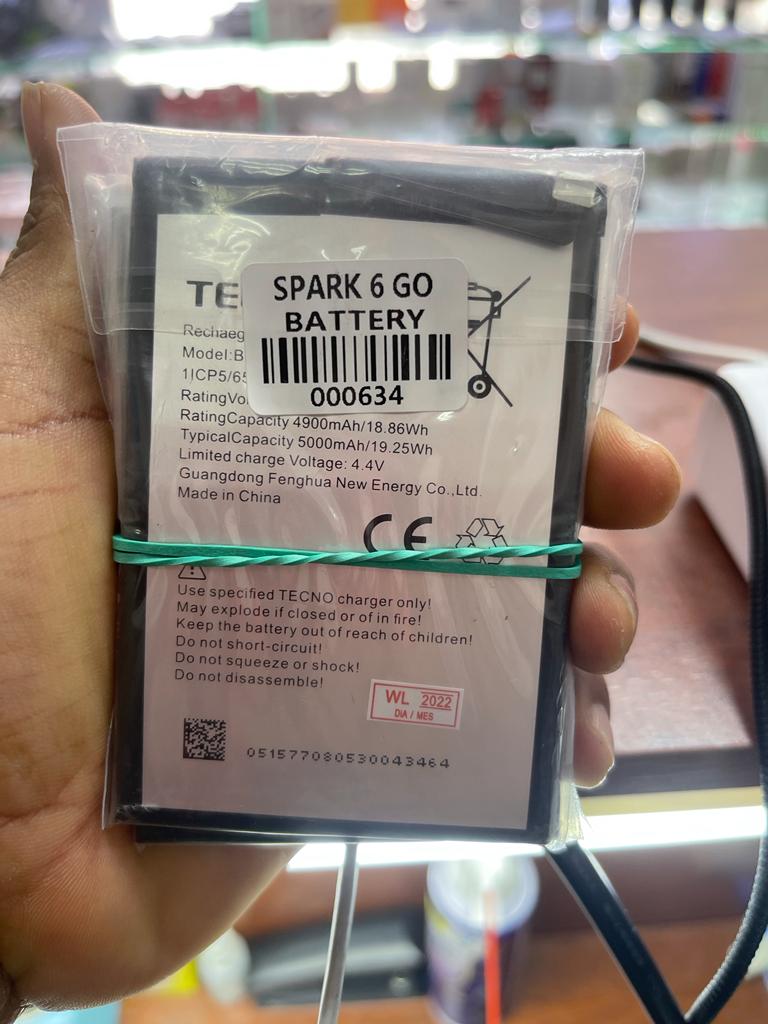 SPARK 6 GO
BATTERY
000634
TE
Rechaeg
Model:B
1ICP5/65
RatingVol
RatingCapacity 4900mAh/18.86Wh
TypicalCapacity 5000mAh/19.25Wh
Limited charge Voltage: 4.4V
Guangdong Fenghua New Energy Co.,Ltd.
Made in China
CE
Use specified TECNO charger only!
May explode if closed or of in fire!
Keep the battery out of reach of children!
Do not short-circuit!
Do not squeeze or shock!
Do not disassemble!
WL 2022
DIA / MES
051577080530043464